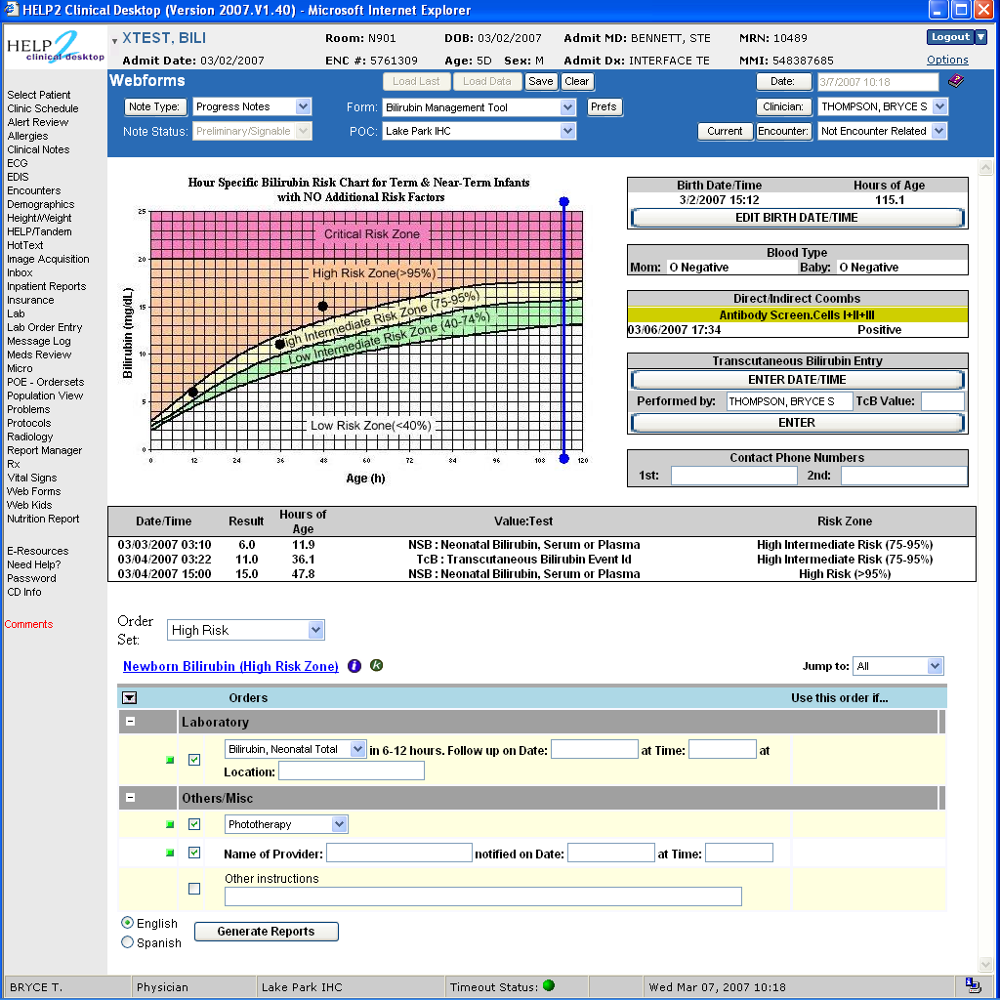 HELP2 Clinical Desktop (Version 2007.V1.40) - Microsoft Internet Explorer
HELP2 clinical desktop
XTEST, BILI
Room: N901 DOB: 03/02/2007 Admit MD: BENNETT, STE MRN: 10489
Logout
Admit Date: 03/02/2007 ENC #: 5761309 Age: 5D Sex: M Admit Dx: INTERFACE TE MMI: 548387685
Options
Webforms
Load Last Load Data Save Clear Date: 3/7/2007 10:18
Note Type: Progress Notes Form: Bilirubin Management Tool Prefs Clinician: THOMPSON, BRYCE S
Note Status: Preliminary/Signable POC: Lake Park IHC Current Encounter: Not Encounter Related
Select Patient
Clinic Schedule
Alert Review
Allergies
Clinical Notes
ECG
EDIS
Encounters
Demographics
Height/Weight
HELP/Tandem
HotText
Image Acquisition
Inbox
Inpatient Reports
Insurance
Lab
Lab Order Entry
Message Log
Meds Review
Micro
POE - Ordersets
Population View
Problems
Protocols
Radiology
Report Manager
Rx
Vital Signs
Web Forms
Web Kids
Nutrition Report
E-Resources
Need Help?
Password
CD Info
Comments
Hour Specific Bilirubin Risk Chart for Term & Near-Term Infants
with NO Additional Risk Factors
Bilirubin (mg/dL)
25
20
15
10
5
0
Critical Risk Zone
High Risk Zone(>95%)
High Intermediate Risk Zone (75-95%)
Low Intermediate Risk Zone (40-74%)
Low Risk Zone(<40%)
0 12 24 36 48 60 72 84 96 108 120
Age (h)
Birth Date/Time Hours of Age
3/2/2007 15:12 115.1
EDIT BIRTH DATE/TIME
Blood Type
Mom: O Negative Baby: O Negative
Direct/Indirect Coombs
Antibody Screen.Cells I+II+III
03/06/2007 17:34 Positive
Transcutaneous Bilirubin Entry
ENTER DATE/TIME
Performed by: THOMPSON, BRYCE S TcB Value:
ENTER
Contact Phone Numbers
1st: 2nd:
Date/Time Result Hours of Age Value:Test Risk Zone
03/03/2007 03:10 6.0 11.9 NSB : Neonatal Bilirubin, Serum or Plasma High Intermediate Risk (75-95%)
03/04/2007 03:22 11.0 36.1 TcB : Transcutaneous Bilirubin Event Id High Intermediate Risk (75-95%)
03/04/2007 15:00 15.0 47.8 NSB : Neonatal Bilirubin, Serum or Plasma High Risk (>95%)
Order Set: High Risk
Newborn Bilirubin (High Risk Zone) i k Jump to: All
Orders Use this order if...
Laboratory
Bilirubin, Neonatal Total in 6-12 hours. Follow up on Date: at Time: at
Location:
Others/Misc
Phototherapy
Name of Provider: notified on Date: at Time:
Other instructions
English
Spanish
Generate Reports
BRYCE T. Physician Lake Park IHC Timeout Status: Wed Mar 07, 2007 10:18